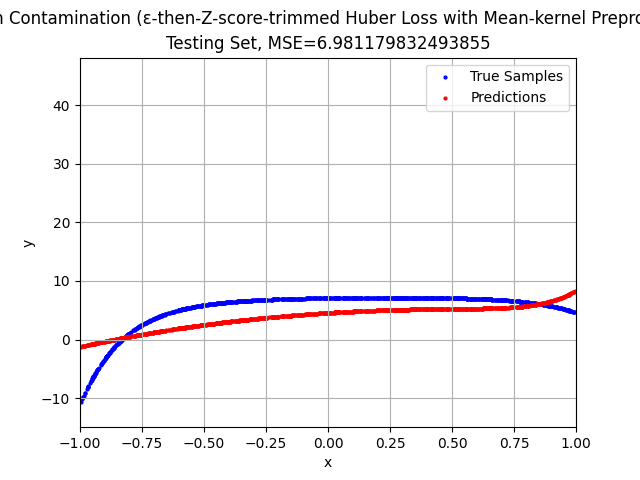 Contamination (ε-then-Z-score-trimmed Huber Loss with Mean-kernel
Testing Set, MSE=6.981179832493855
True Samples
Predictions
40
30
20
10
0
−10
y
−1.00 −0.75 −0.50 −0.25 0.00 0.25 0.50 0.75 1.00
x